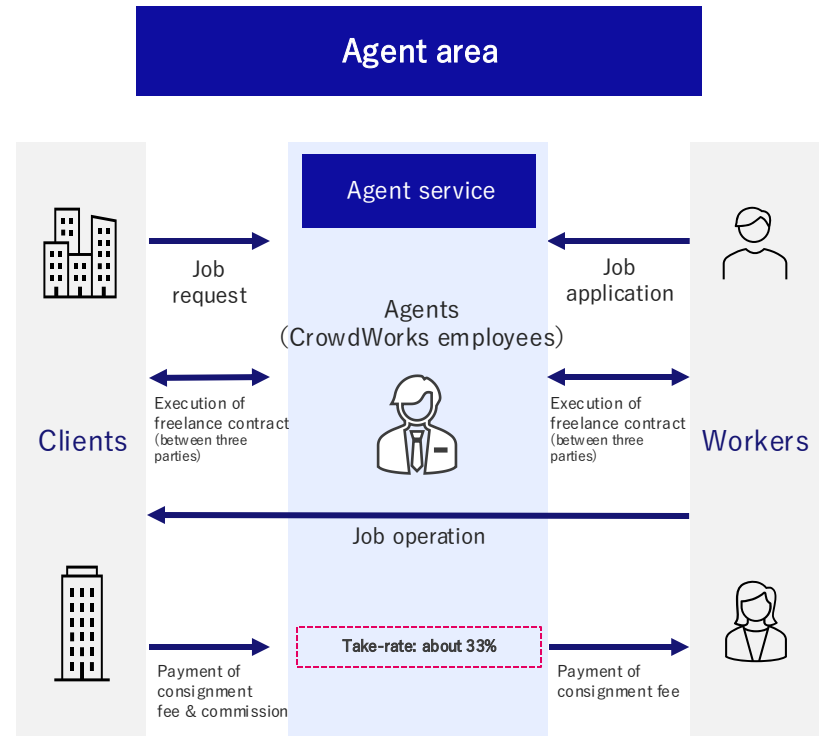 Agent area
Agent service
Job
request
Job
application
Agents
(CrowdWorks employees)
Execution of
freelance contract
(between three
parties)
Execution of
freelance contract
(between three
parties)
Clients
Workers
Job operation
Take-rate: about 33%
Payment of
consignment
fee & commission
Payment of
consignment fee